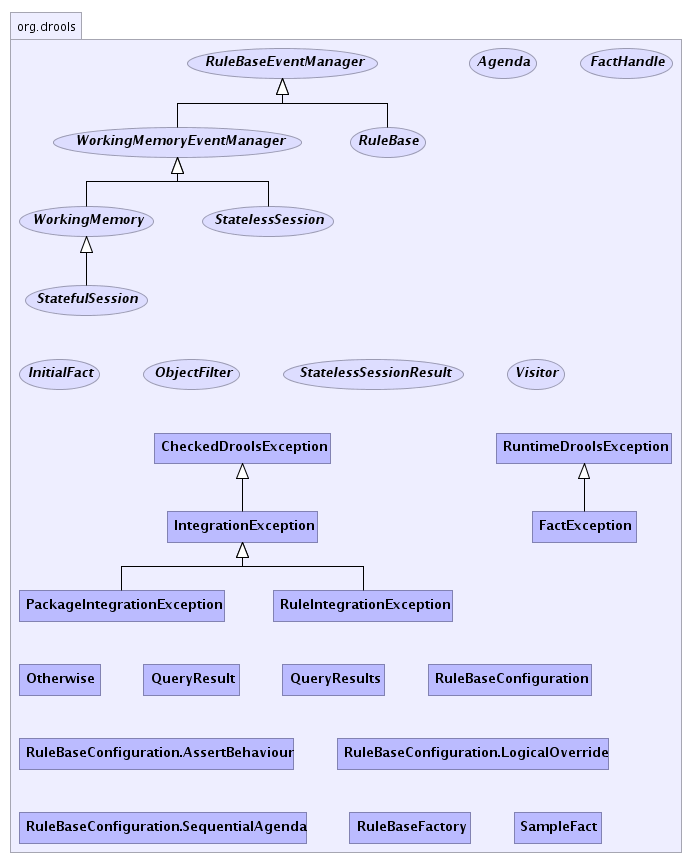 org.drools
RuleBaseEventManager
Agenda
FactHandle
WorkingMemoryEventManager
RuleBase
WorkingMemory
StatelessSession
StatefulSession
InitialFact
ObjectFilter
StatelessSessionResult
Visitor
CheckedDroolsException
RuntimeDroolsException
IntegrationException
FactException
PackageIntegrationException
RuleIntegrationException
Otherwise
QueryResult
QueryResults
RuleBaseConfiguration
RuleBaseConfiguration.AssertBehaviour
RuleBaseConfiguration.LogicalOverride
RuleBaseConfiguration.SequentialAgenda
RuleBaseFactory
SampleFact